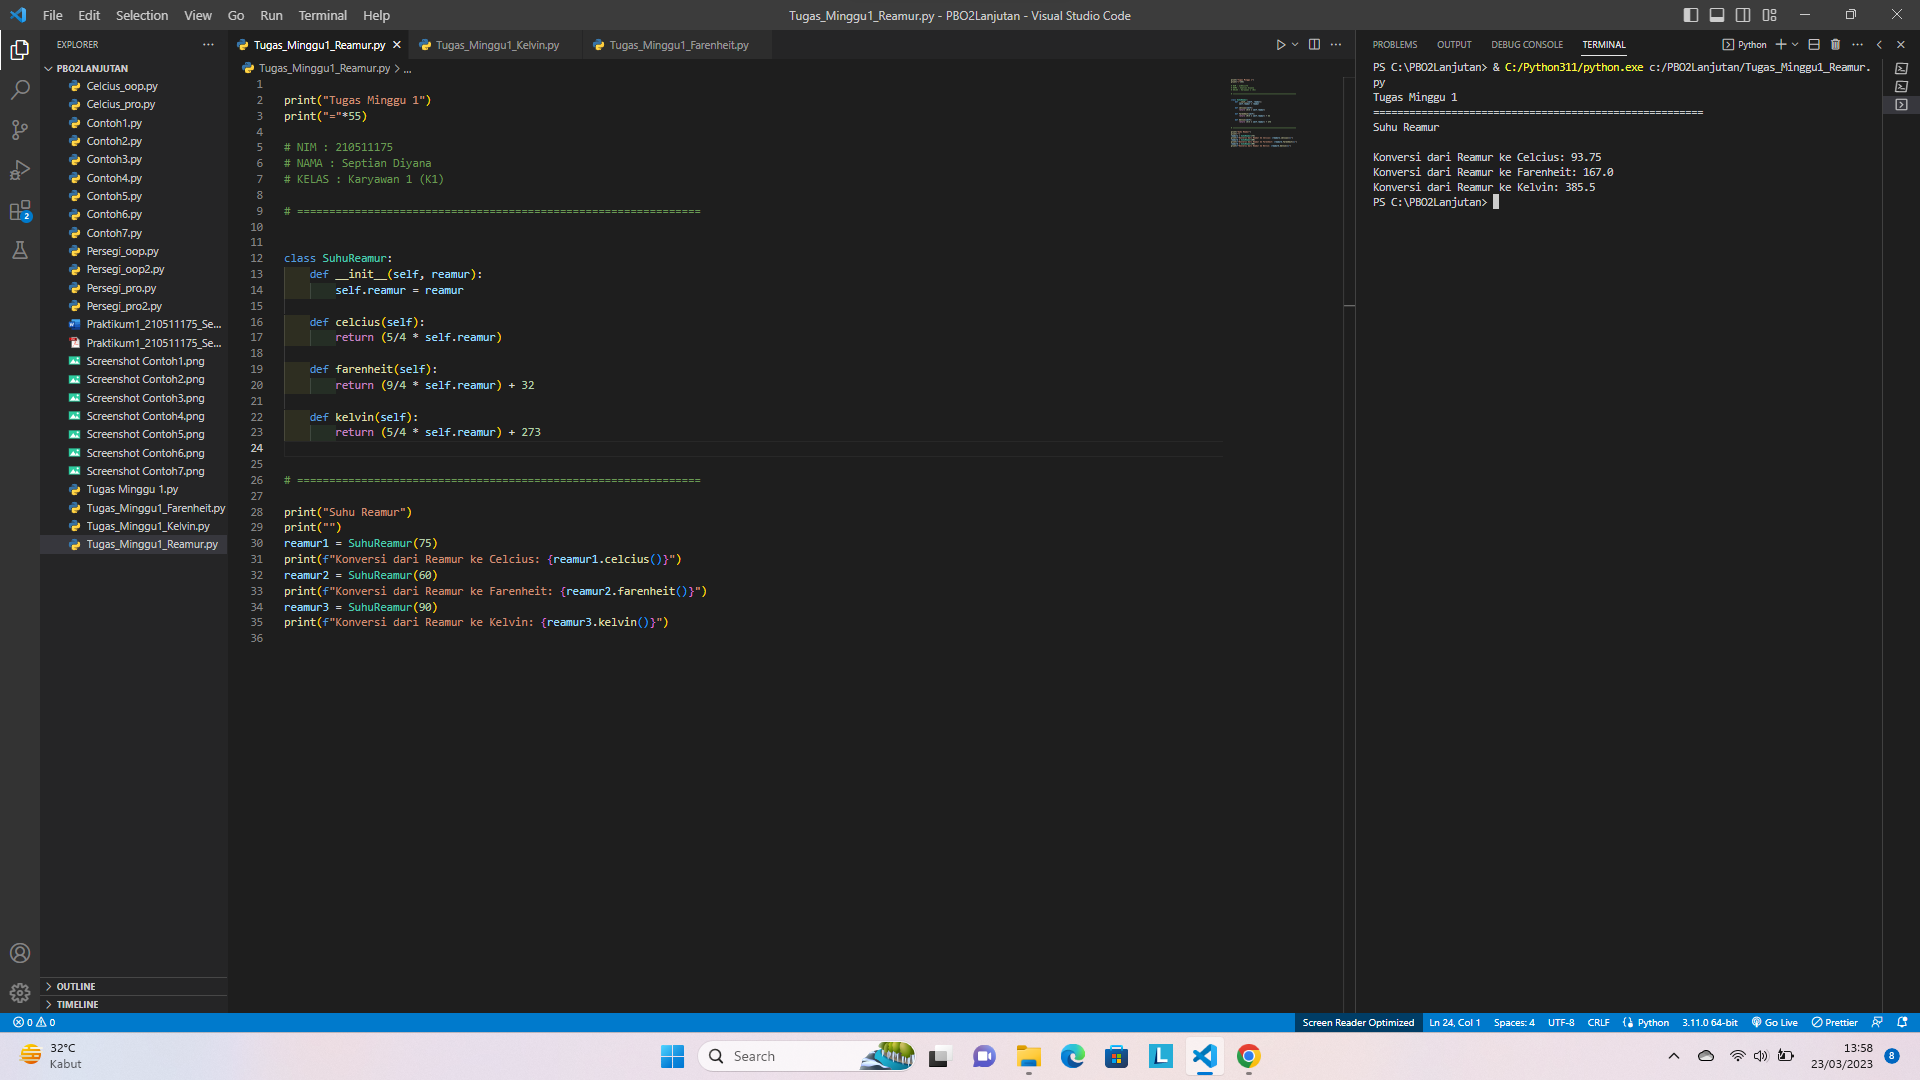 File Edit Selection View Go Run Terminal Help
Tugas_Minggu1_Reamur.py - PBO2Lanjutan - Visual Studio Code
EXPLORER
PBO2LANJUTAN
Celcius_oop.py
Celcius_pro.py
Contoh1.py
Contoh2.py
Contoh3.py
Contoh4.py
Contoh5.py
Contoh6.py
Contoh7.py
Persegi_oop.py
Persegi_oop2.py
Persegi_pro.py
Persegi_pro2.py
Praktikum1_210511175_Se...
Praktikum1_210511175_Se...
Screenshot Contoh1.png
Screenshot Contoh2.png
Screenshot Contoh3.png
Screenshot Contoh4.png
Screenshot Contoh5.png
Screenshot Contoh6.png
Screenshot Contoh7.png
Tugas Minggu 1.py
Tugas_Minggu1_Farenheit.py
Tugas_Minggu1_Kelvin.py
Tugas_Minggu1_Reamur.py
OUTLINE
TIMELINE
2
Tugas_Minggu1_Reamur.py Tugas_Minggu1_Kelvin.py Tugas_Minggu1_Farenheit.py
Tugas_Minggu1_Reamur.py > ...
1
2 print("Tugas Minggu 1")
3 print("="*55)
4
5 # NIM : 210511175
6 # NAMA : Septian Diyana
7 # KELAS : Karyawan 1 (K1)
8
9 # ===============================================================
10
11
12 class SuhuReamur:
13     def __init__(self, reamur):
14         self.reamur = reamur
15
16     def celcius(self):
17         return (5/4 * self.reamur)
18
19     def farenheit(self):
20         return (9/4 * self.reamur) + 32
21
22     def kelvin(self):
23         return (5/4 * self.reamur) + 273
24
25
26 # ===============================================================
27
28 print("Suhu Reamur")
29 print("")
30 reamur1 = SuhuReamur(75)
31 print(f"Konversi dari Reamur ke Celcius: {reamur1.celcius()}")
32 reamur2 = SuhuReamur(60)
33 print(f"Konversi dari Reamur ke Farenheit: {reamur2.farenheit()}")
34 reamur3 = SuhuReamur(90)
35 print(f"Konversi dari Reamur ke Kelvin: {reamur3.kelvin()}")
36
PROBLEMS OUTPUT DEBUG CONSOLE TERMINAL Python
PS C:\PBO2Lanjutan> & C:/Python311/python.exe c:/PBO2Lanjutan/Tugas_Minggu1_Reamur.
py
Tugas Minggu 1
=======================================================
Suhu Reamur
Konversi dari Reamur ke Celcius: 93.75
Konversi dari Reamur ke Farenheit: 167.0
Konversi dari Reamur ke Kelvin: 385.5
PS C:\PBO2Lanjutan>
0 0 Screen Reader Optimized Ln 24, Col 1 Spaces: 4 UTF-8 CRLF Python 3.11.0 64-bit Go Live Prettier
32°C
Kabut
Search
L
13:58
23/03/2023
8